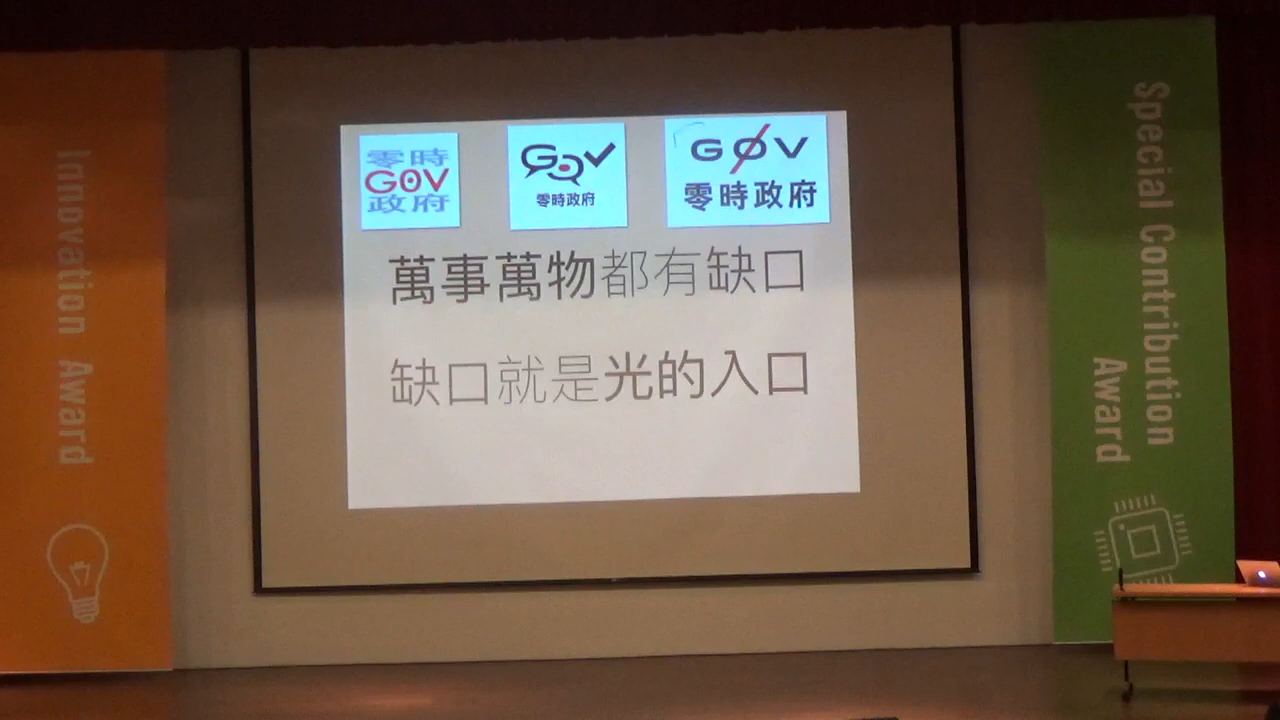 Innovation Award
零時
G0V
政府
G0V
零時政府
GØV
零時政府
萬事萬物都有缺口
缺口就是光的入口
Special Contribution
Award